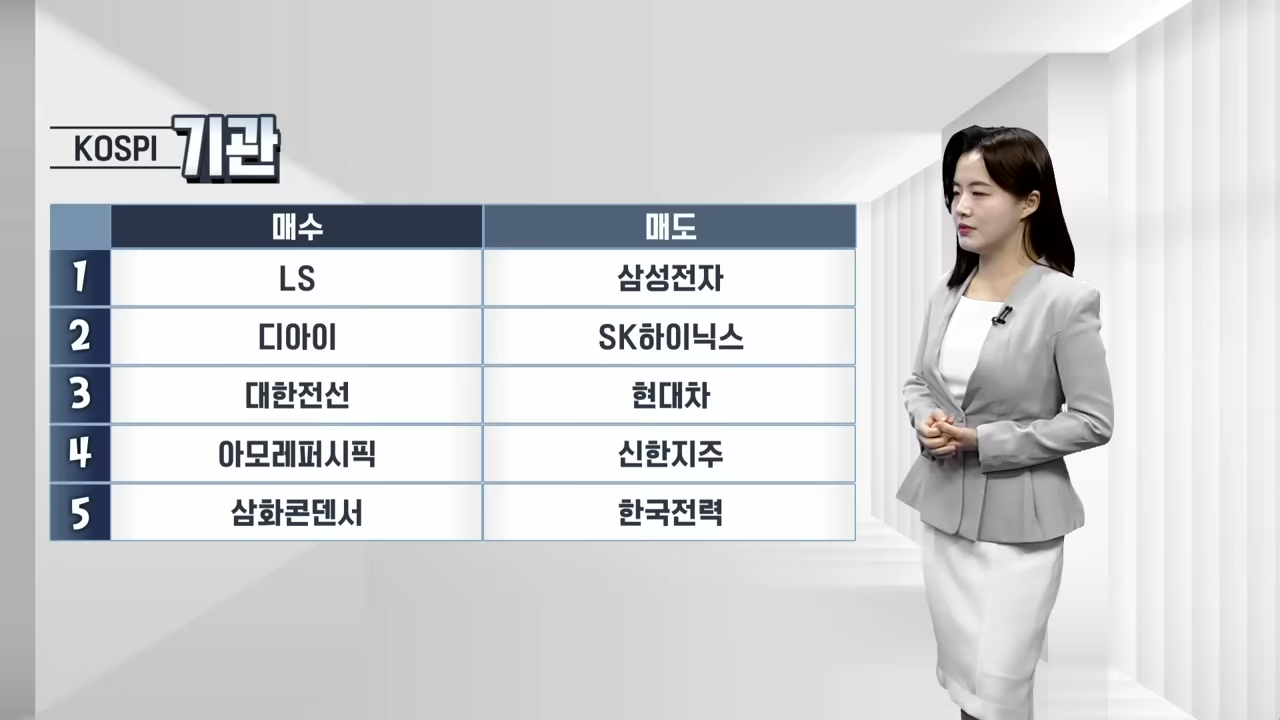 KOSPI 기관
매수 매도
1 LS 삼성전자
2 디아이 SK하이닉스
3 대한전선 현대차
4 아모레퍼시픽 신한지주
5 삼화콘덴서 한국전력